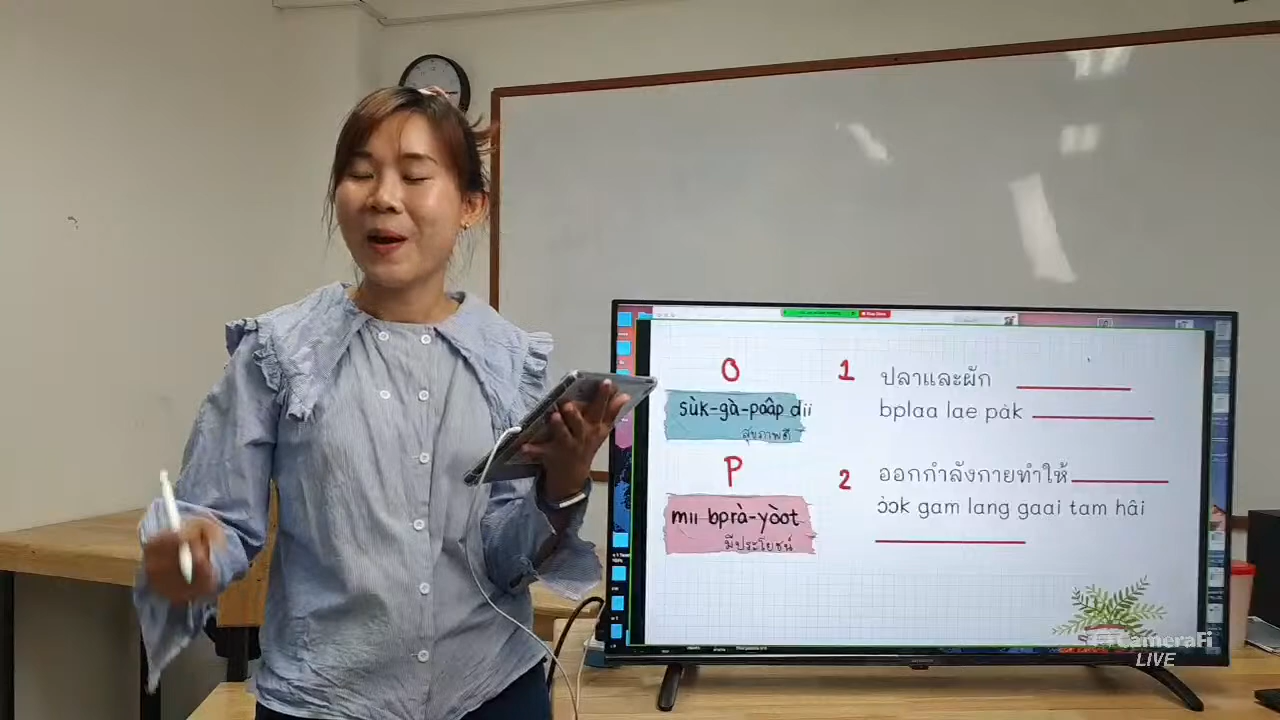 O
sùk-gà-paâp dii
สุขภาพดี
P
mii bprà-yòot
มีประโยชน์
1
ปลาและผัก
bplaa lae pàk
2
ออกกำลังกายทำให้
ɔ̀ɔk gam lang gaai tam hâi
CameraFi
LIVE